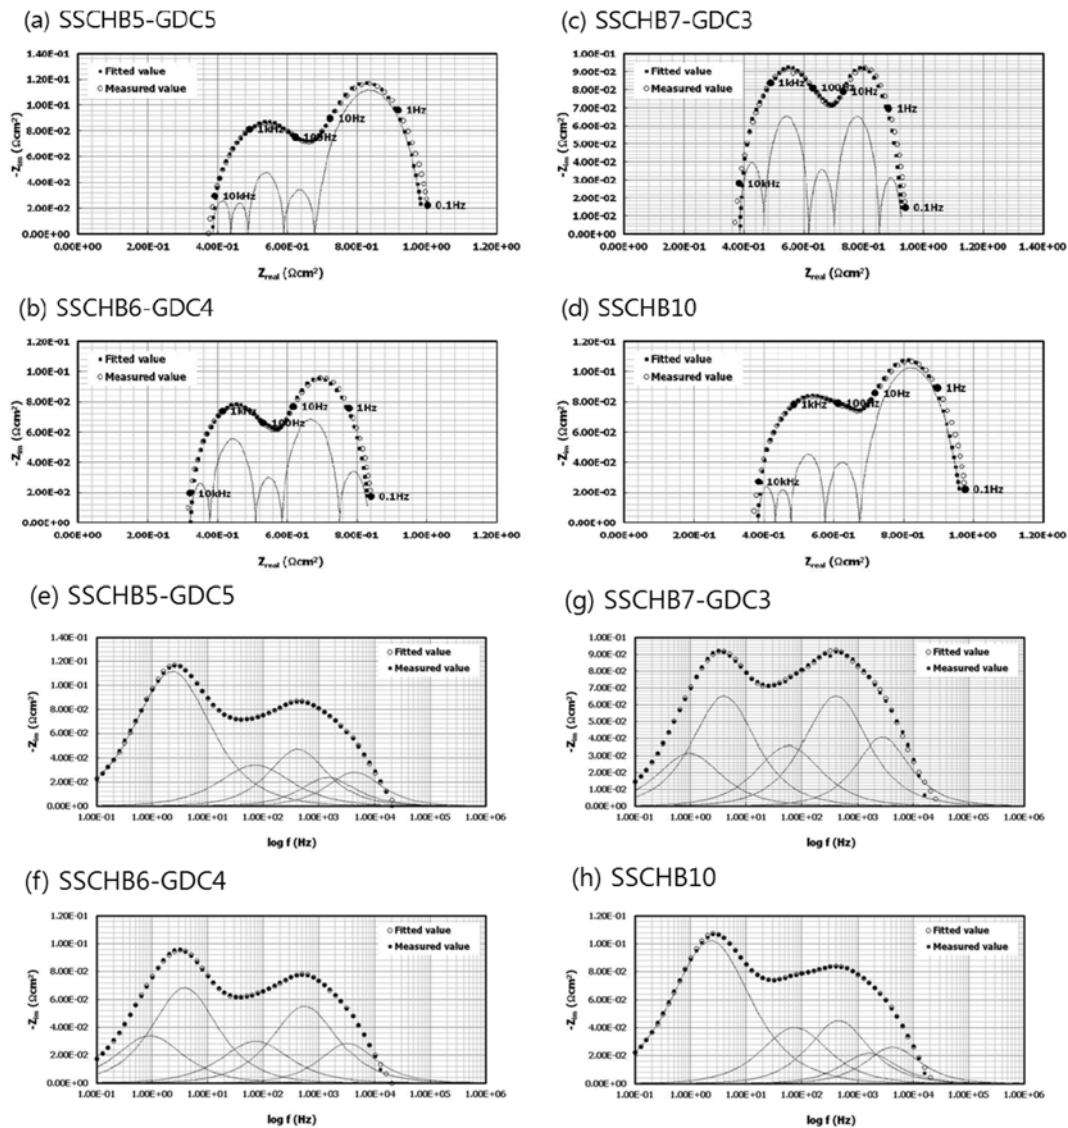 (a) SSCHB5-GDC5
1.40E-01
1.20E-01
1.00E-01
8.00E-02
6.00E-02
4.00E-02
2.00E-02
0.00E+00
-Zim (Ωcm²)
Fitted value
Measured value
10kHz
1kHz
100Hz
10Hz
1Hz
0.1Hz
0.00E+00 2.00E-01 4.00E-01 6.00E-01 8.00E-01 1.00E+00 1.20E+00
Zreal (Ωcm²)
(c) SSCHB7-GDC3
1.00E-01
9.00E-02
8.00E-02
7.00E-02
6.00E-02
5.00E-02
4.00E-02
3.00E-02
2.00E-02
1.00E-02
0.00E+00
-Zim (Ωcm²)
Fitted value
Measured value
10kHz
1kHz
100Hz
10Hz
1Hz
0.1Hz
0.00E+00 2.00E-01 4.00E-01 6.00E-01 8.00E-01 1.00E+00 1.20E+00 1.40E+00
Zreal (Ωcm²)
(b) SSCHB6-GDC4
1.20E-01
1.00E-01
8.00E-02
6.00E-02
4.00E-02
2.00E-02
0.00E+00
-Zim (Ωcm²)
Fitted value
Measured value
10kHz
1kHz
100Hz
10Hz
1Hz
0.1Hz
0.00E+00 2.00E-01 4.00E-01 6.00E-01 8.00E-01 1.00E+00 1.20E+00
Zreal (Ωcm²)
(d) SSCHB10
1.20E-01
1.00E-01
8.00E-02
6.00E-02
4.00E-02
2.00E-02
0.00E+00
-Zim (Ωcm²)
Fitted value
Measured value
10kHz
1kHz
100Hz
10Hz
1Hz
0.1Hz
0.00E+00 2.00E-01 4.00E-01 6.00E-01 8.00E-01 1.00E+00 1.20E+00
Zreal (Ωcm²)
(e) SSCHB5-GDC5
1.40E-01
1.20E-01
1.00E-01
8.00E-02
6.00E-02
4.00E-02
2.00E-02
0.00E+00
-Zim (Ωcm²)
Fitted value
Measured value
1.00E-01 1.00E+00 1.00E+01 1.00E+02 1.00E+03 1.00E+04 1.00E+05 1.00E+06
log f (Hz)
(g) SSCHB7-GDC3
1.00E-01
9.00E-02
8.00E-02
7.00E-02
6.00E-02
5.00E-02
4.00E-02
3.00E-02
2.00E-02
1.00E-02
0.00E+00
-Zim (Ωcm²)
Fitted value
Measured value
1.00E-01 1.00E+00 1.00E+01 1.00E+02 1.00E+03 1.00E+04 1.00E+05 1.00E+06
log f (Hz)
(f) SSCHB6-GDC4
1.20E-01
1.00E-01
8.00E-02
6.00E-02
4.00E-02
2.00E-02
0.00E+00
-Zim (Ωcm²)
Fitted value
Measured value
1.00E-01 1.00E+00 1.00E+01 1.00E+02 1.00E+03 1.00E+04 1.00E+05 1.00E+06
log f (Hz)
(h) SSCHB10
1.20E-01
1.00E-01
8.00E-02
6.00E-02
4.00E-02
2.00E-02
0.00E+00
-Zim (Ωcm²)
Fitted value
Measured value
1.00E-01 1.00E+00 1.00E+01 1.00E+02 1.00E+03 1.00E+04 1.00E+05 1.00E+06
log f (Hz)